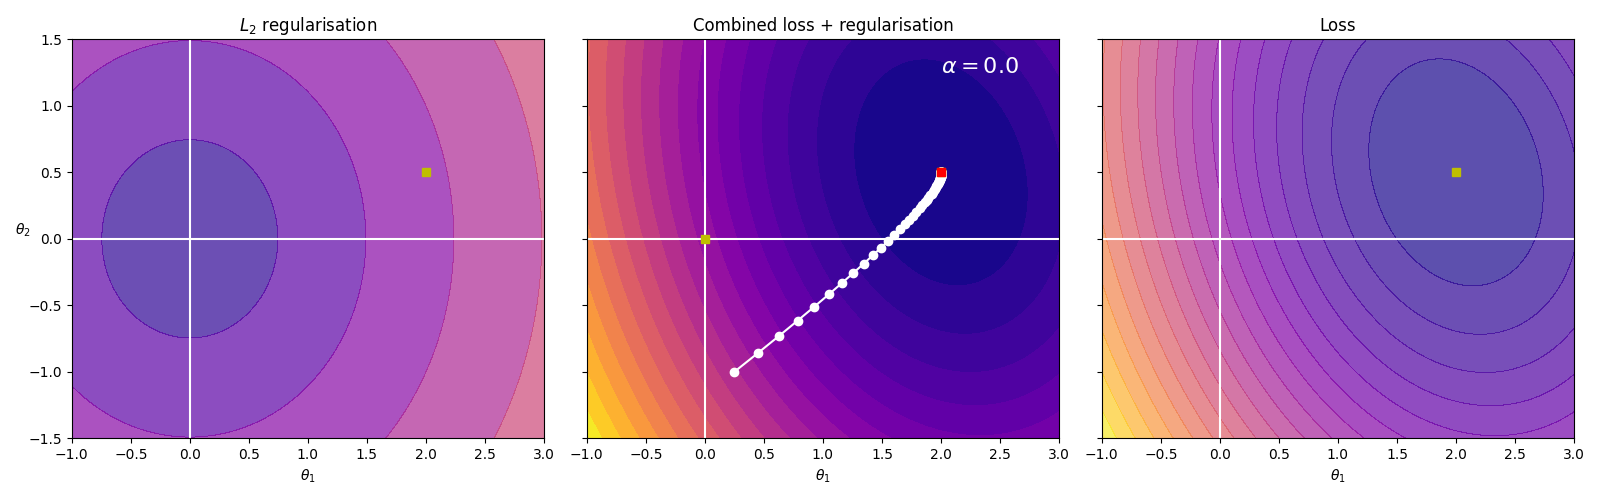 L₂ regularisation
1.5
1.0
0.5
0.0
−0.5
−1.0
−1.5
θ₂
−1.0 −0.5 0.0 0.5 1.0 1.5 2.0 2.5 3.0
θ₁
Combined loss + regularisation
α = 0.0
−1.0 −0.5 0.0 0.5 1.0 1.5 2.0 2.5 3.0
θ₁
Loss
−1.0 −0.5 0.0 0.5 1.0 1.5 2.0 2.5 3.0
θ₁